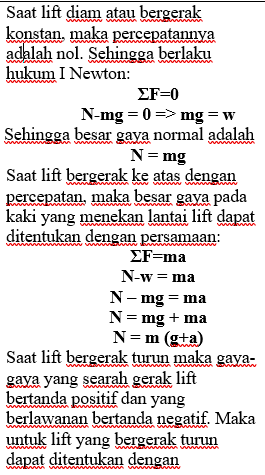 Saat lift diam atau bergerak
konstan, maka percepatannya
adalah nol. Sehingga berlaku
hukum I Newton:
ΣF=0
N-mg = 0 => mg = w
Sehingga besar gaya normal adalah
N = mg
Saat lift bergerak ke atas dengan
percepatan, maka besar gaya pada
kaki yang menekan lantai lift dapat
ditentukan dengan persamaan:
ΣF=ma
N-w = ma
N – mg = ma
N = mg + ma
N = m (g+a)
Saat lift bergerak turun maka gaya-
gaya yang searah gerak lift
bertanda positif dan yang
berlawanan bertanda negatif. Maka
untuk lift yang bergerak turun
dapat ditentukan dengan